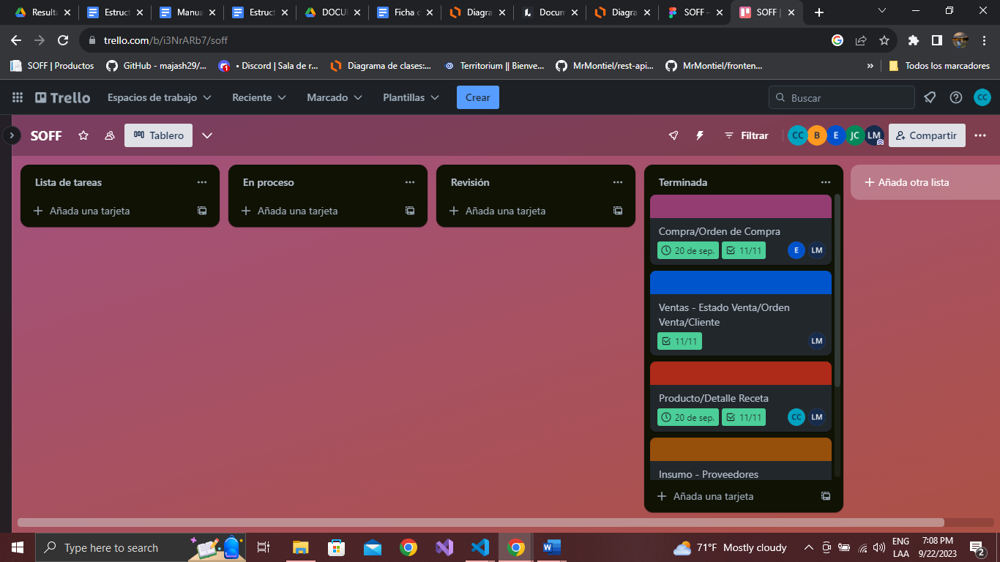 Resulta
Estruct
Manua
Estruct
DOCU
Ficha
Diagra
Docum
Diagra
SOFF -
SOFF |
trello.com/b/i3NrARb7/soff
SOFF | Productos
GitHub - majash29/...
• Discord | Sala de r...
Diagrama de clases:...
Territorium || Bienve...
MrMontiel/rest-api...
MrMontiel/fronten...
»
Todos los marcadores
Trello
Espacios de trabajo
Reciente
Marcado
Plantillas
Crear
Buscar
CC
SOFF
Tablero
Filtrar
CC
B
E
JC
LM
Compartir
Lista de tareas
Añada una tarjeta
En proceso
Añada una tarjeta
Revisión
Añada una tarjeta
Terminada
Compra/Orden de Compra
20 de sep. 11/11 E LM
Ventas - Estado Venta/Orden
Venta/Cliente
11/11 LM
Producto/Detalle Receta
20 de sep. 11/11 CC LM
Insumo - Proveedores
Añada una tarjeta
Añada otra lista
Type here to search
71°F Mostly cloudy
ENG
LAA
7:08 PM
9/22/2023
2